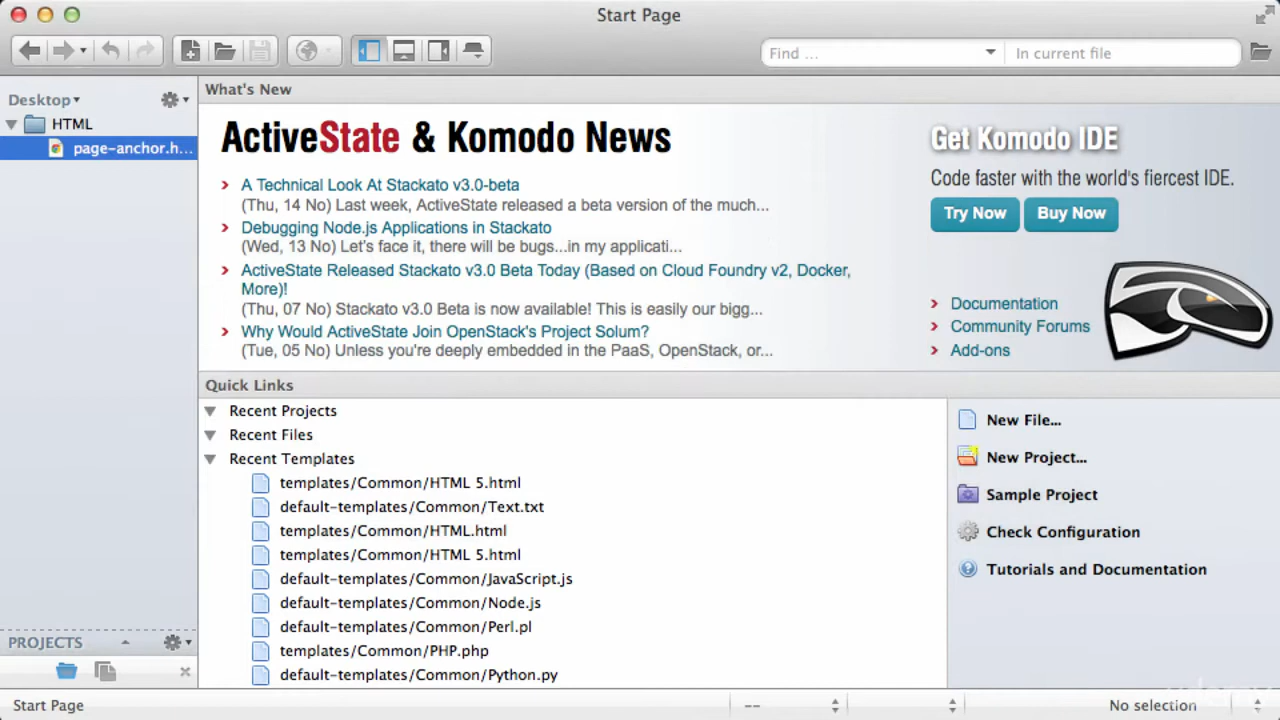 Start Page
Find ...
In current file
Desktop
HTML
page-anchor.h...
What's New
ActiveState & Komodo News
A Technical Look At Stackato v3.0-beta
(Thu, 14 No) Last week, ActiveState released a beta version of the much...
Debugging Node.js Applications in Stackato
(Wed, 13 No) Let's face it, there will be bugs...in my applicati...
ActiveState Released Stackato v3.0 Beta Today (Based on Cloud Foundry v2, Docker,
More)!
(Thu, 07 No) Stackato v3.0 Beta is now available! This is easily our bigg...
Why Would ActiveState Join OpenStack's Project Solum?
(Tue, 05 No) Unless you're deeply embedded in the PaaS, OpenStack, or...
Get Komodo IDE
Code faster with the world's fiercest IDE.
Try Now
Buy Now
Documentation
Community Forums
Add-ons
Quick Links
Recent Projects
Recent Files
Recent Templates
templates/Common/HTML 5.html
default-templates/Common/Text.txt
templates/Common/HTML.html
templates/Common/HTML 5.html
default-templates/Common/JavaScript.js
default-templates/Common/Node.js
default-templates/Common/Perl.pl
templates/Common/PHP.php
default-templates/Common/Python.py
New File...
New Project...
Sample Project
Check Configuration
Tutorials and Documentation
PROJECTS
Start Page
--
No selection